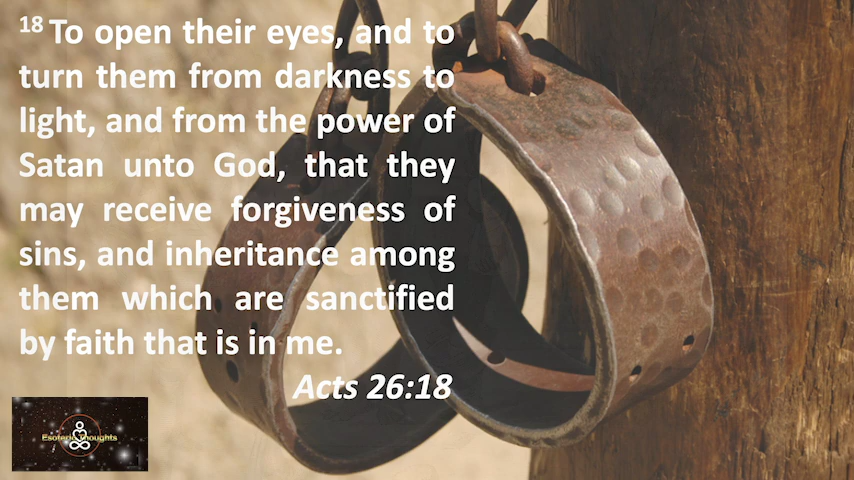 18 To open their eyes, and to
turn them from darkness to
light, and from the power of
Satan unto God, that they
may receive forgiveness of
sins, and inheritance among
them which are sanctified
by faith that is in me.
Acts 26:18
Esoteric Thoughts